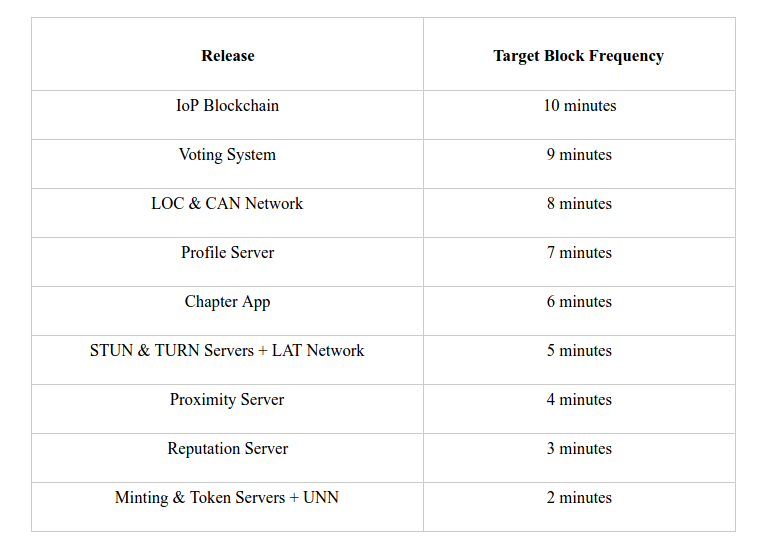 Release Target Block Frequency
IoP Blockchain 10 minutes
Voting System 9 minutes
LOC & CAN Network 8 minutes
Profile Server 7 minutes
Chapter App 6 minutes
STUN & TURN Servers + LAT Network 5 minutes
Proximity Server 4 minutes
Reputation Server 3 minutes
Minting & Token Servers + UNN 2 minutes